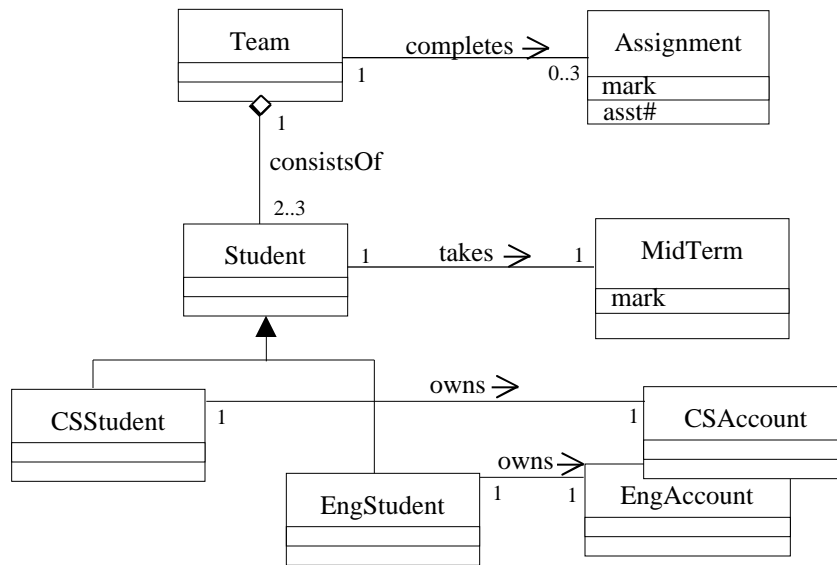 Team
completes
Assignment
1
0..3
mark
asst#
1
consistsOf
2..3
Student
1
takes
1
MidTerm
mark
owns
CSStudent
1
1
CSAccount
owns
EngStudent
1
1
EngAccount